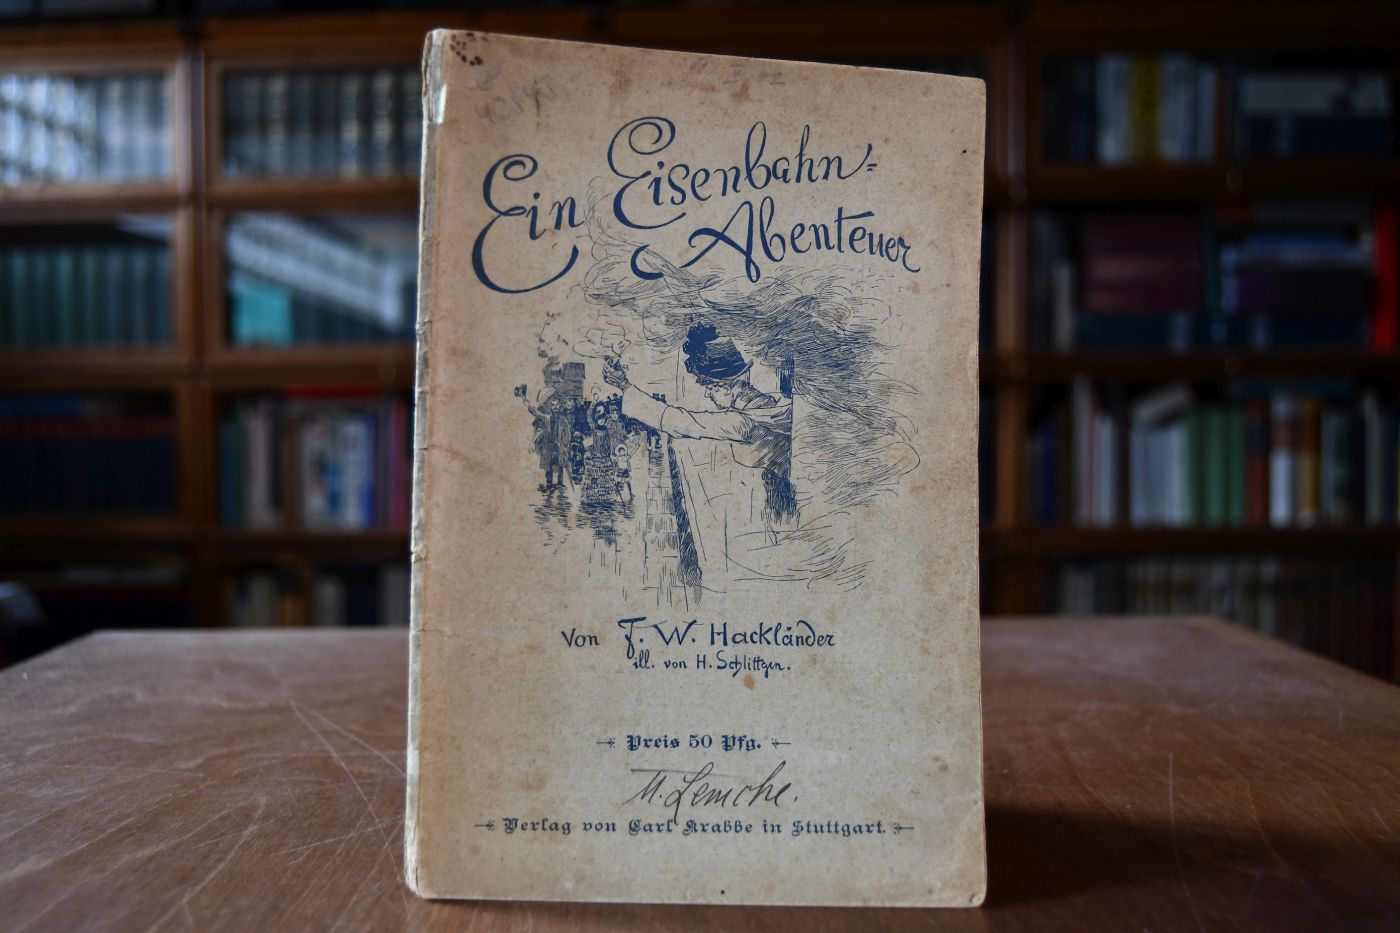 Ein Eisenbahn=
Abenteuer
Von F. W. Hackländer
ill. von H. Schlittgen.
Preis 50 Pfg.
M. Lemche.
Verlag von Carl Krabbe in Stuttgart.